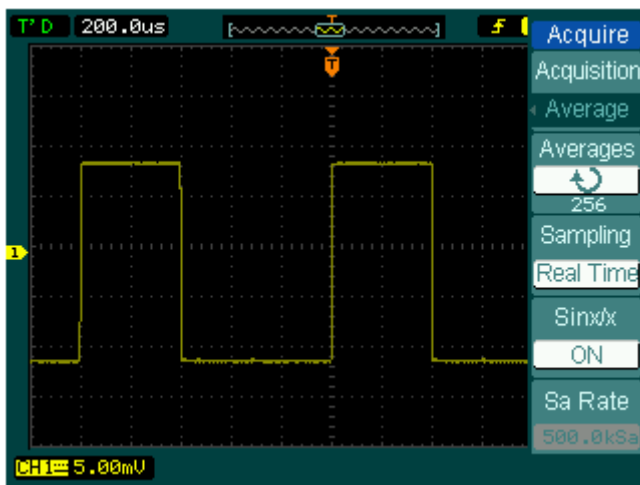 T'D 200.0us
T
T
1
CH1 5.00mV
Acquire
Acquisition
Average
Averages
256
Sampling
Real Time
Sinx/x
ON
Sa Rate
500.0kSa